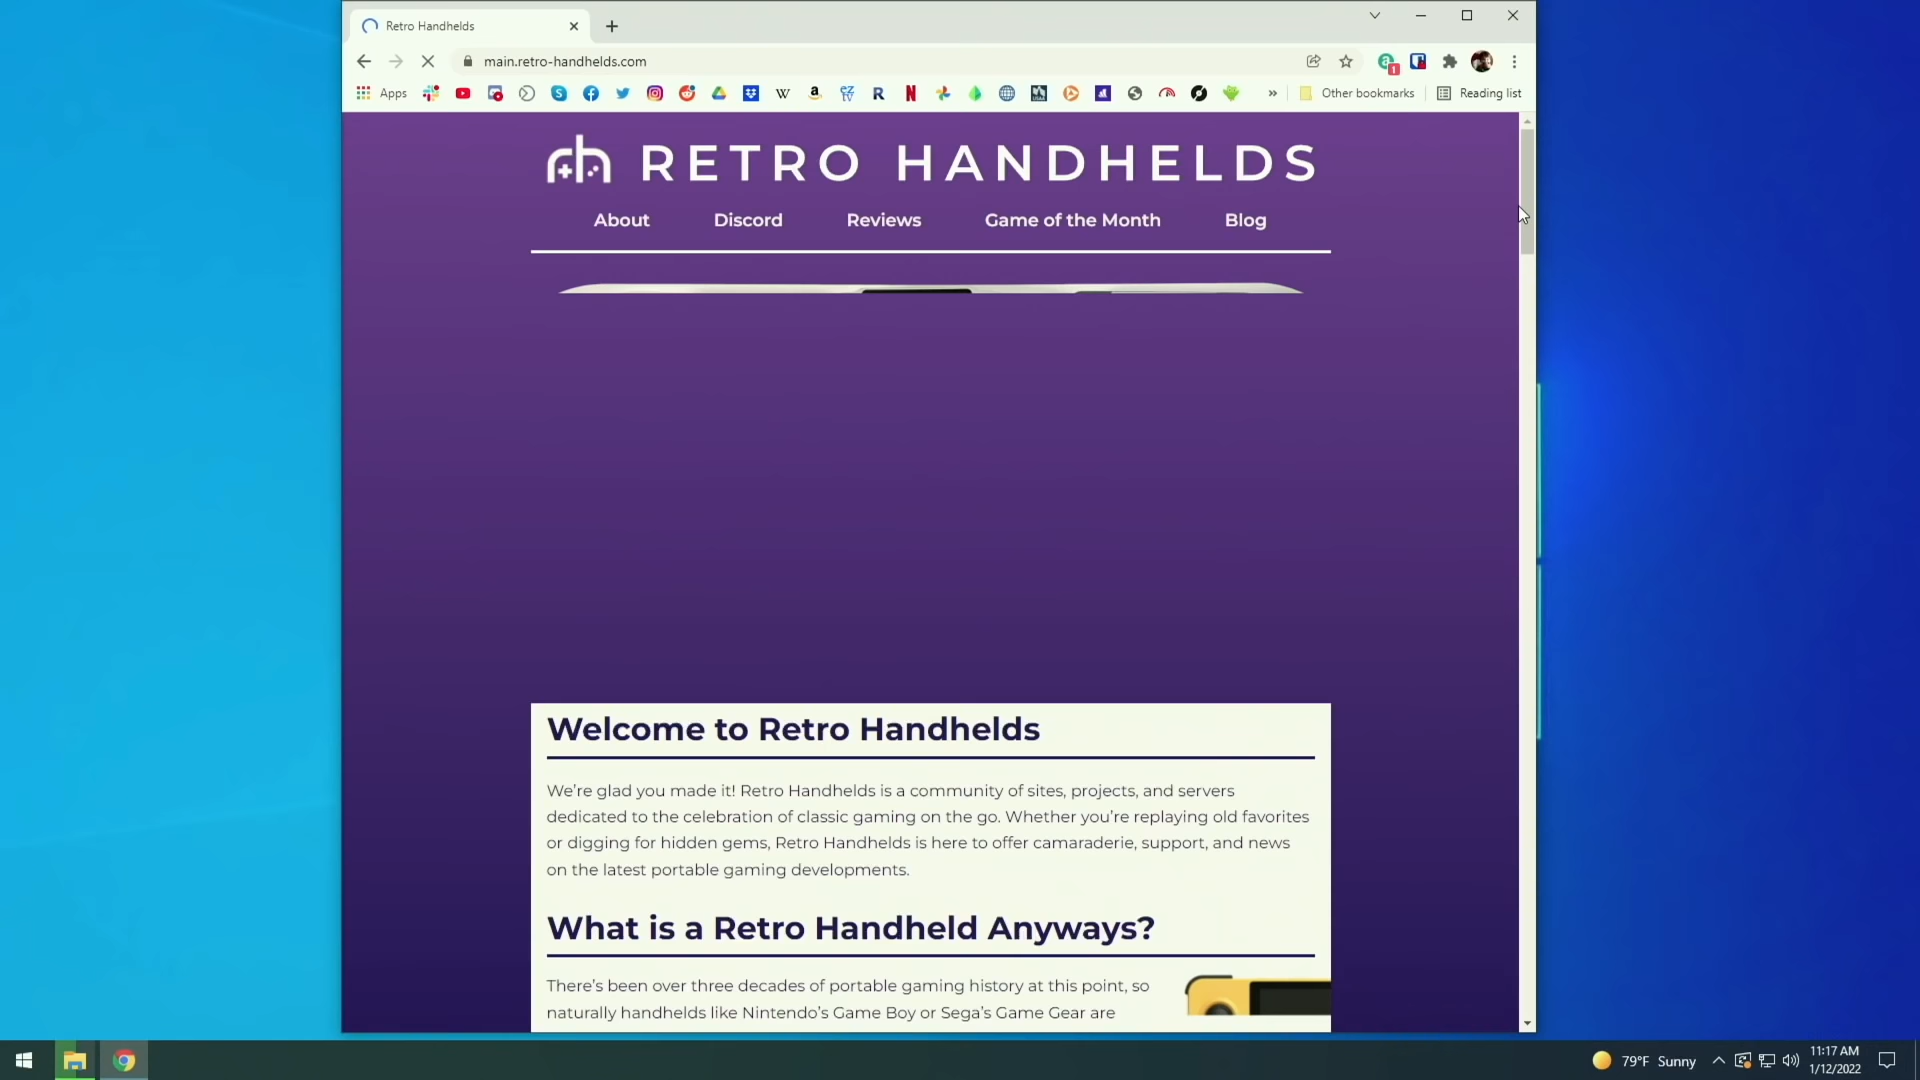 Retro Handhelds
main.retro-handhelds.com
Apps
Other bookmarks
Reading list
RETRO HANDHELDS
About Discord Reviews Game of the Month Blog
Welcome to Retro Handhelds
We’re glad you made it! Retro Handhelds is a community of sites, projects, and servers
dedicated to the celebration of classic gaming on the go. Whether you’re replaying old favorites
or digging for hidden gems, Retro Handhelds is here to offer camaraderie, support, and news
on the latest portable gaming developments.
What is a Retro Handheld Anyways?
There’s been over three decades of portable gaming history at this point, so
naturally handhelds like Nintendo’s Game Boy or Sega’s Game Gear are
79°F Sunny
11:17 AM
1/12/2022